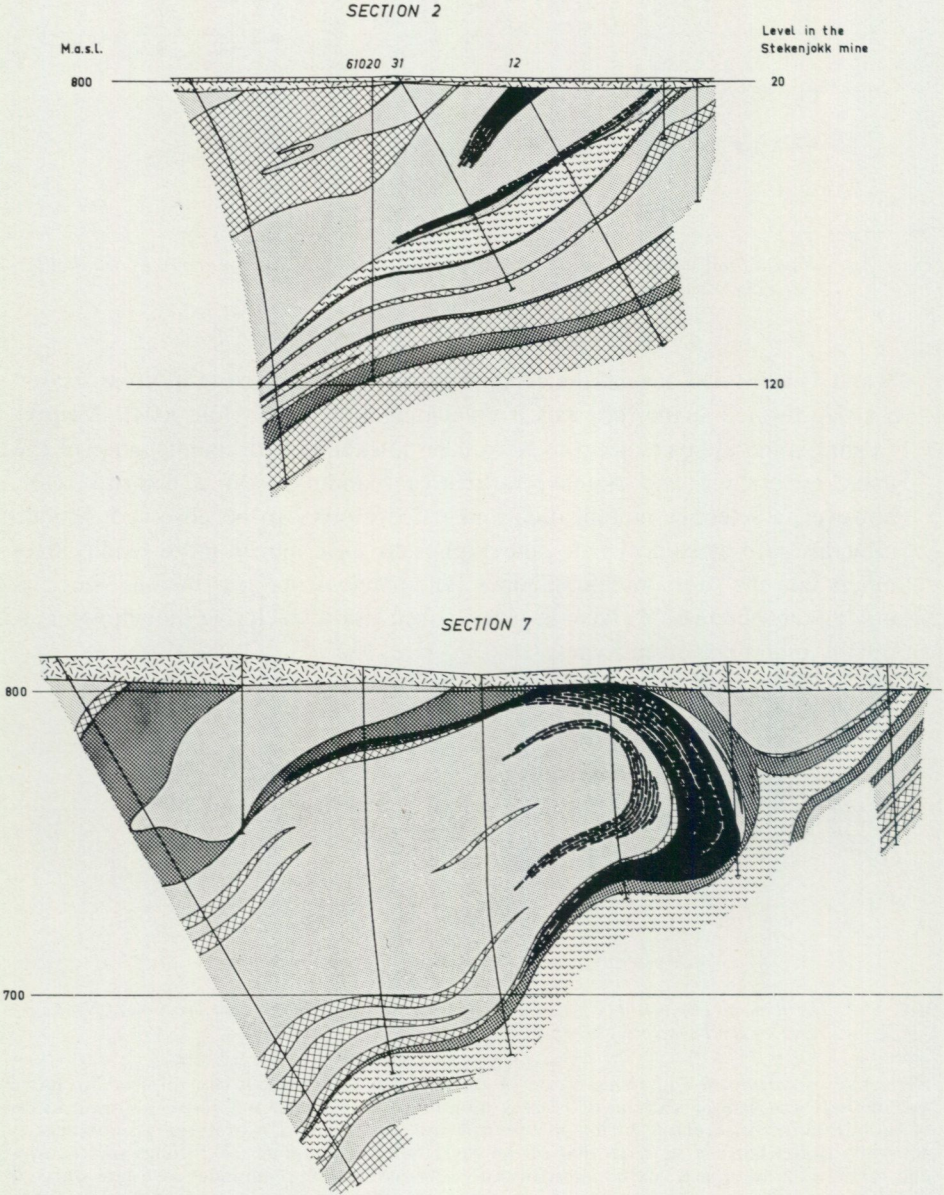 SECTION 2
M.a.s.l.
Level in the
Stekenjokk mine
61020 31 12
800 20
120
SECTION 7
800
700